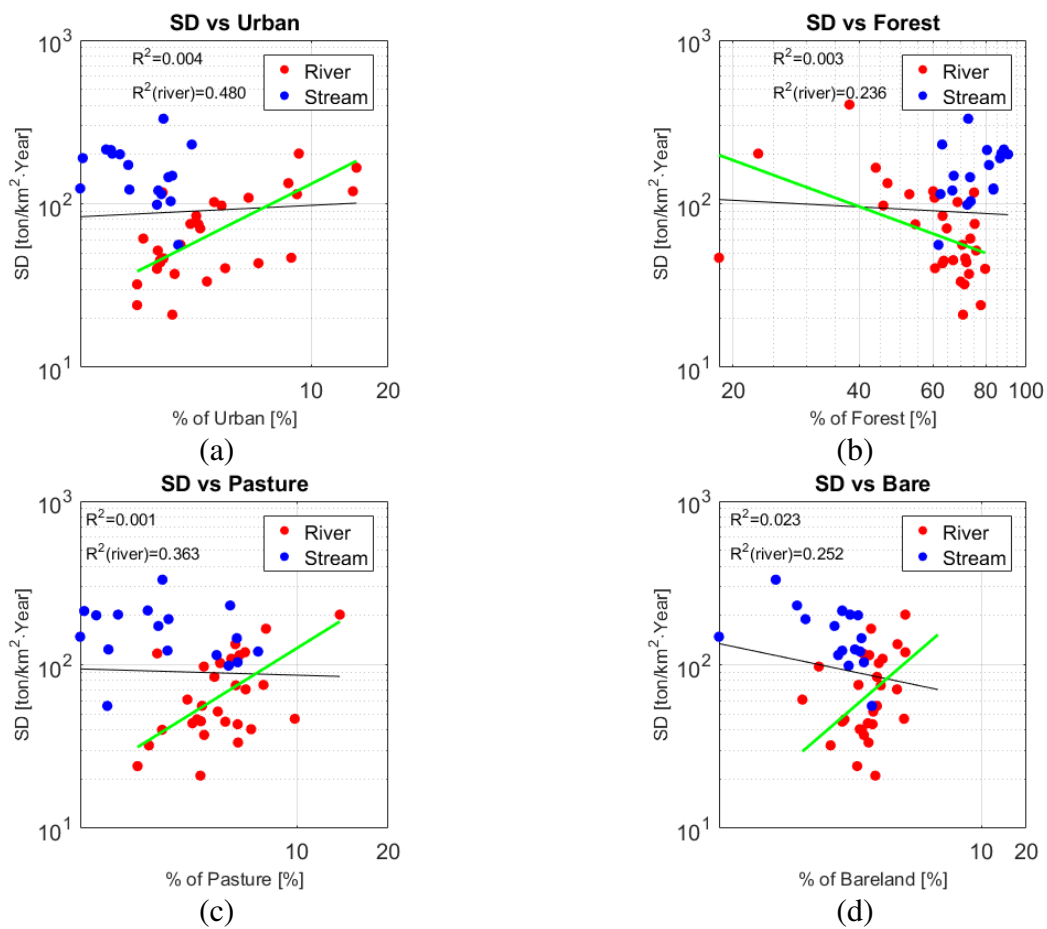 SD vs Urban
R²=0.004
R²(river)=0.480
River
Stream
10³
10²
10¹
SD [ton/km²·Year]
10
20
% of Urban [%]
(a)
SD vs Forest
R²=0.003
R²(river)=0.236
River
Stream
10³
10²
10¹
SD [ton/km²·Year]
20
40
60
80
100
% of Forest [%]
(b)
SD vs Pasture
R²=0.001
R²(river)=0.363
River
Stream
10³
10²
10¹
SD [ton/km²·Year]
10
20
% of Pasture [%]
(c)
SD vs Bare
R²=0.023
R²(river)=0.252
River
Stream
10³
10²
10¹
SD [ton/km²·Year]
10
20
% of Bareland [%]
(d)